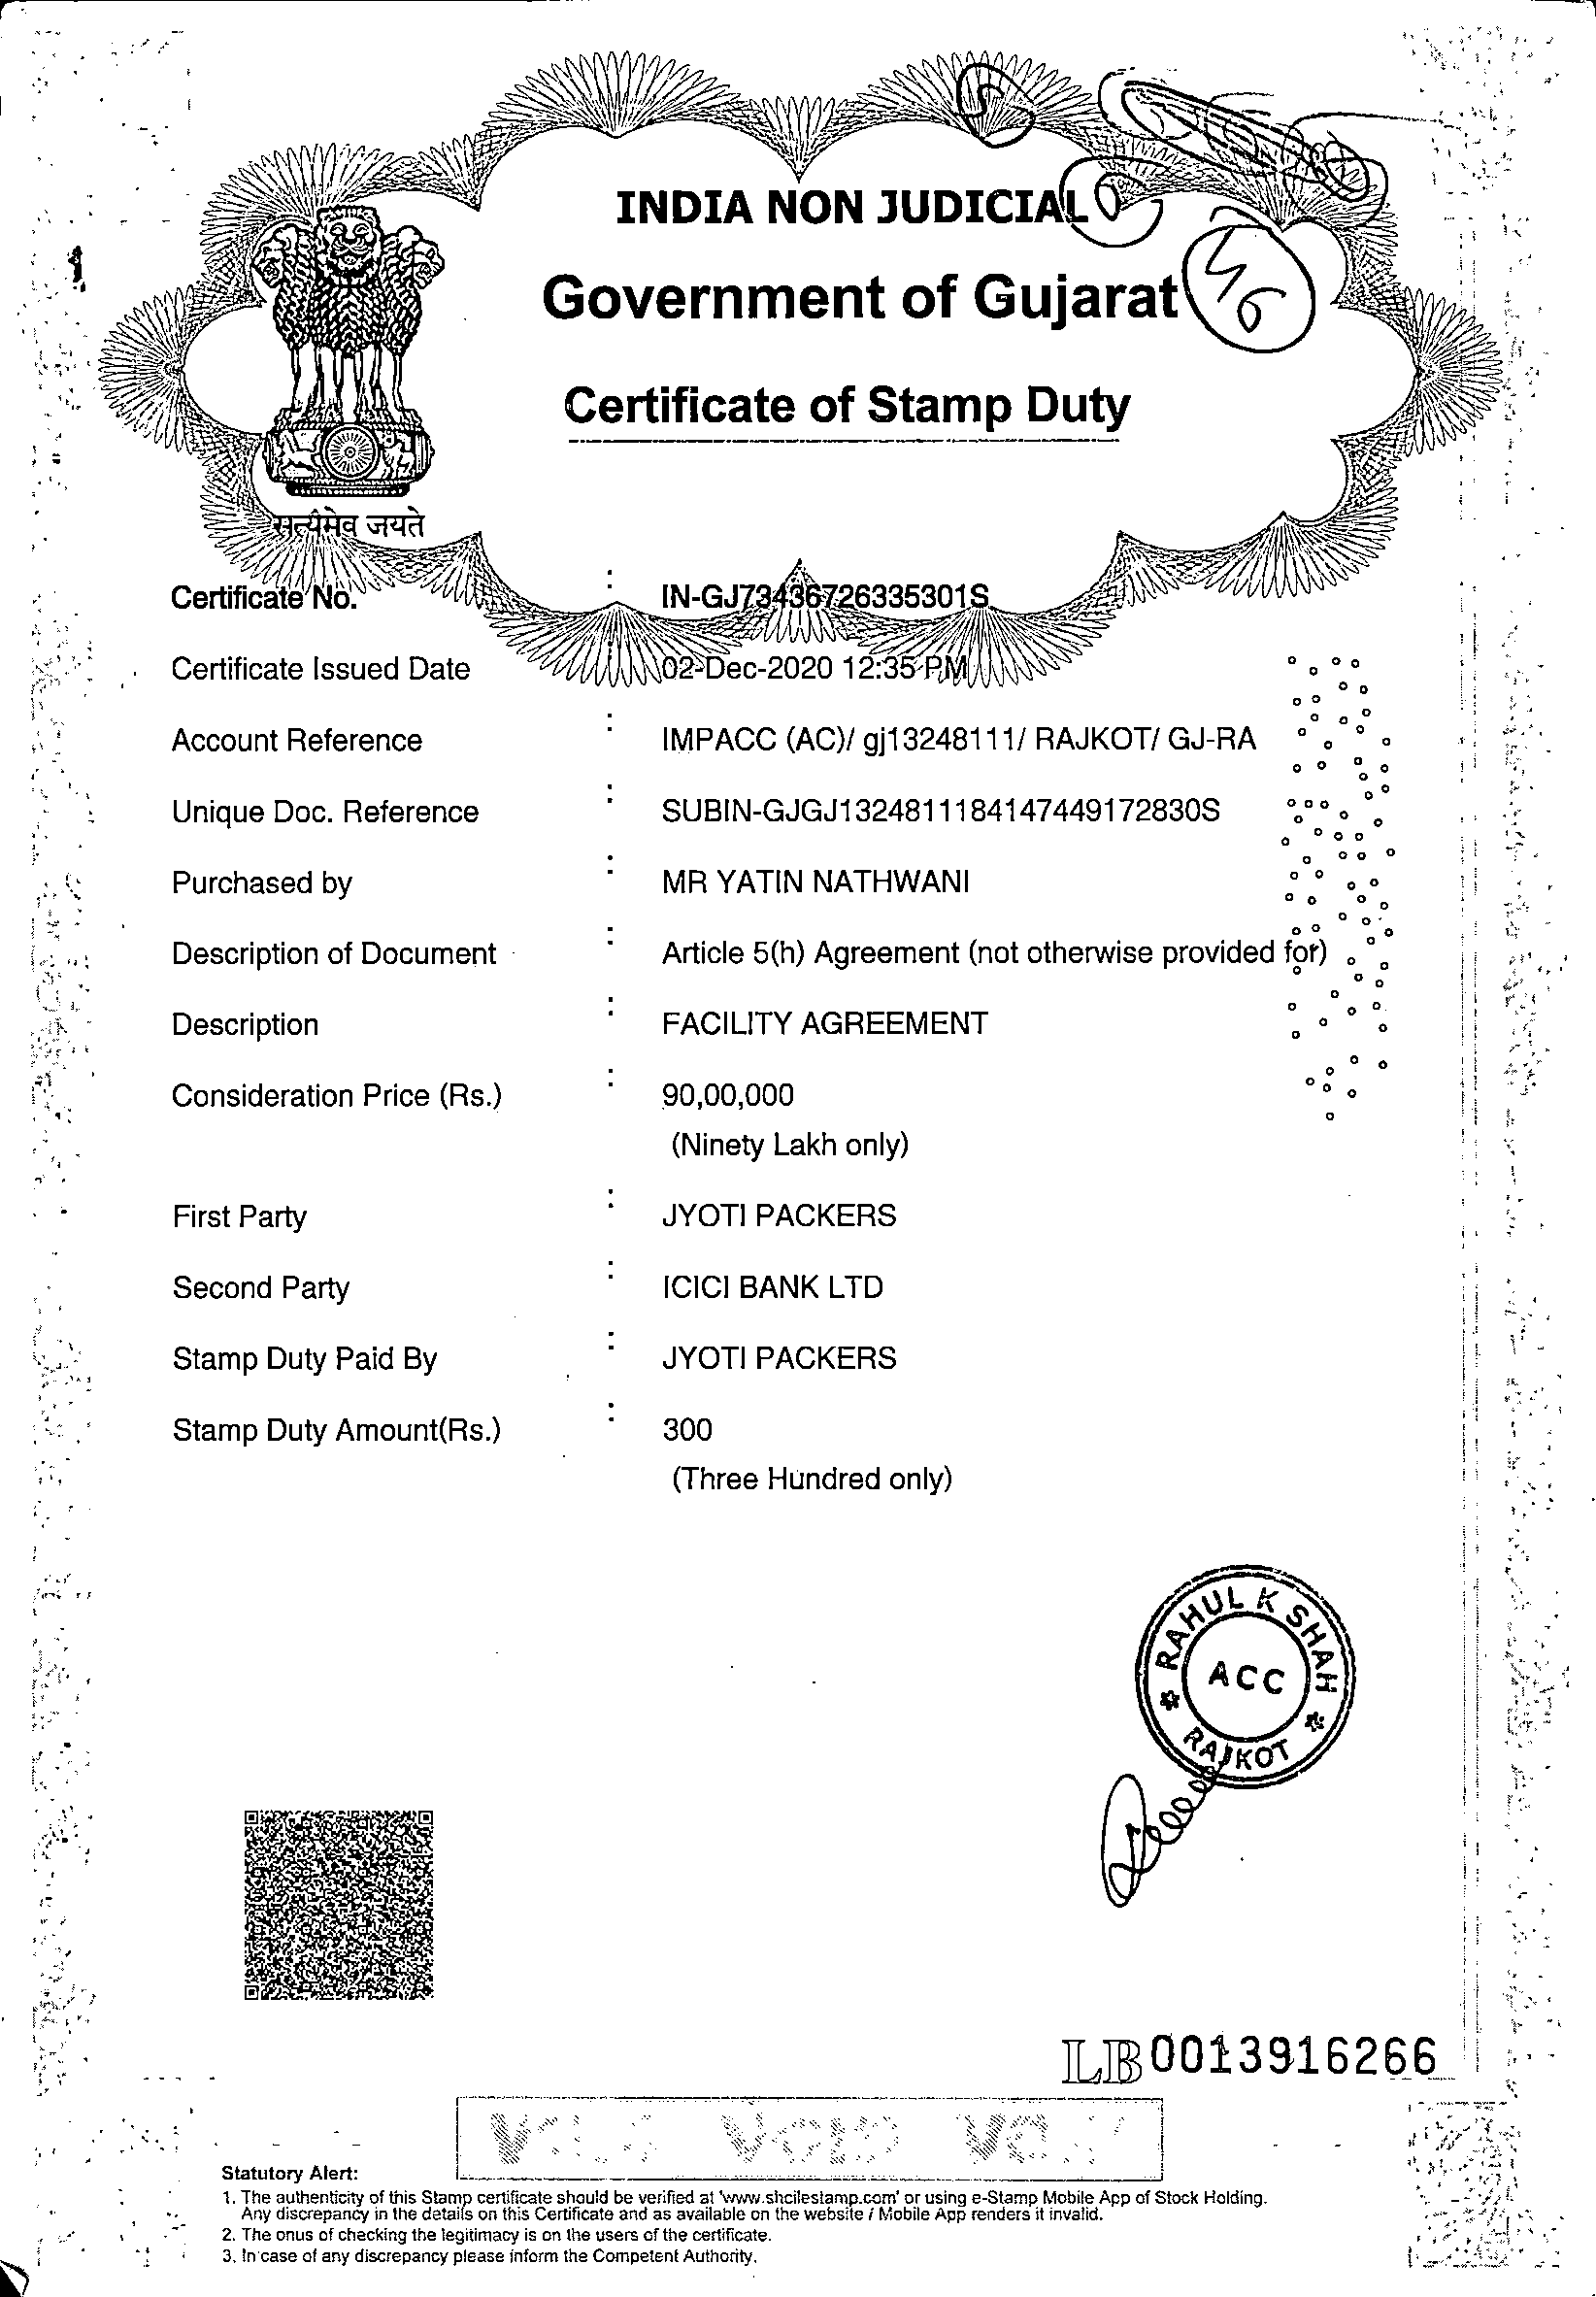 INDIA NON JUDICIAL
Government of Gujarat
46
Certificate of Stamp Duty
सत्यमेव जयते
Certificate No. : IN-GJ73436726335301S
Certificate Issued Date : 02-Dec-2020 12:35 PM
Account Reference : IMPACC (AC)/ gj13248111/ RAJKOT/ GJ-RA
Unique Doc. Reference : SUBIN-GJGJ1324811184147449172830S
Purchased by : MR YATIN NATHWANI
Description of Document : Article 5(h) Agreement (not otherwise provided for)
Description : FACILITY AGREEMENT
Consideration Price (Rs.) : 90,00,000
(Ninety Lakh only)
First Party : JYOTI PACKERS
Second Party : ICICI BANK LTD
Stamp Duty Paid By : JYOTI PACKERS
Stamp Duty Amount(Rs.) : 300
(Three Hundred only)
RAHUL K SHAH
ACC
RAJKOT
LB0013916266
VOID
Statutory Alert:
1. The authenticity of this Stamp certificate should be verified at 'www.shcilestamp.com' or using e-Stamp Mobile App of Stock Holding.
Any discrepancy in the details on this Certificate and as available on the website / Mobile App renders it invalid.
2. The onus of checking the legitimacy is on the users of the certificate.
3. In case of any discrepancy please inform the Competent Authority.